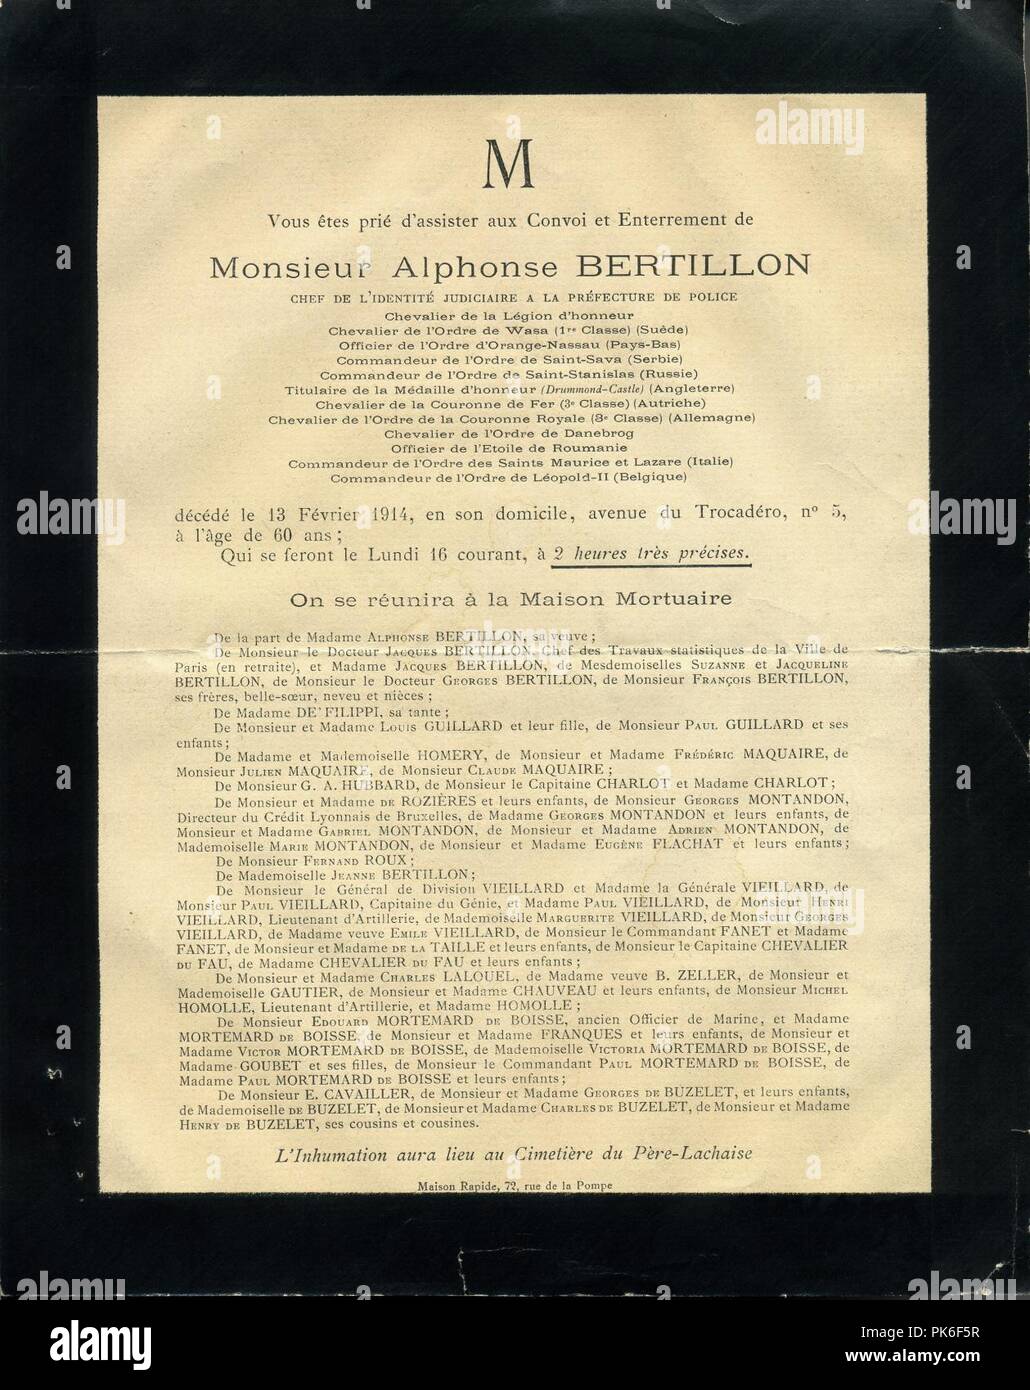 M
Vous êtes prié d'assister aux Convoi et Enterrement de
Monsieur Alphonse BERTILLON
CHEF DE L'IDENTITÉ JUDICIAIRE A LA PRÉFECTURE DE POLICE
Chevalier de la Légion d'honneur
Chevalier de l'Ordre de Wasa (1re Classe) (Suède)
Officier de l'Ordre d'Orange-Nassau (Pays-Bas)
Commandeur de l'Ordre de Saint-Sava (Serbie)
Commandeur de l'Ordre de Saint-Stanislas (Russie)
Titulaire de la Médaille d'honneur (Drummond-Castle) (Angleterre)
Chevalier de la Couronne de Fer (3e Classe) (Autriche)
Chevalier de l'Ordre de la Couronne Royale (3e Classe) (Allemagne)
Chevalier de l'Ordre de Danebrog
Officier de l'Etoile de Roumanie
Commandeur de l'Ordre des Saints Maurice et Lazare (Italie)
Commandeur de l'Ordre de Léopold-II (Belgique)
décédé le 13 Février 1914, en son domicile, avenue du Trocadéro, nº 5,
à l'âge de 60 ans ;
Qui se feront le Lundi 16 courant, à 2 heures très précises.
On se réunira à la Maison Mortuaire
De la part de Madame ALPHONSE BERTILLON, sa veuve ;
De Monsieur le Docteur JACQUES BERTILLON, Chef des Travaux statistiques de la Ville de
Paris (en retraite), et Madame JACQUES BERTILLON, de Mesdemoiselles SUZANNE et JACQUELINE
BERTILLON, de Monsieur le Docteur GEORGES BERTILLON, de Monsieur FRANÇOIS BERTILLON,
ses frères, belle-sœur, neveu et nièces ;
De Madame DE' FILIPPI, sa tante ;
De Monsieur et Madame LOUIS GUILLARD et leur fille, de Monsieur PAUL GUILLARD et ses
enfants ;
De Madame et Mademoiselle HOMERY, de Monsieur et Madame FRÉDÉRIC MAQUAIRE, de
Monsieur JULIEN MAQUAIRE, de Monsieur CLAUDE MAQUAIRE ;
De Monsieur G. A. HUBBARD, de Monsieur le Capitaine CHARLOT et Madame CHARLOT ;
De Monsieur et Madame DE ROZIÈRES et leurs enfants, de Monsieur GEORGES MONTANDON,
Directeur du Crédit Lyonnais de Bruxelles, de Madame GEORGES MONTANDON et leurs enfants, de
Monsieur et Madame GABRIEL MONTANDON, de Monsieur et Madame ADRIEN MONTANDON, de
Mademoiselle MARIE MONTANDON, de Monsieur et Madame EUGÈNE FLACHAT et leurs enfants ;
De Monsieur FERNAND ROUX ;
De Mademoiselle JEANNE BERTILLON ;
De Monsieur le Général de Division VIEILLARD et Madame la Générale VIEILLARD, de
Monsieur PAUL VIEILLARD, Capitaine du Génie, et Madame PAUL VIEILLARD, de Monsieur HENRI
VIEILLARD, Lieutenant d'Artillerie, de Mademoiselle MARGUERITE VIEILLARD, de Monsieur GEORGES
VIEILLARD, de Madame veuve EMILE VIEILLARD, de Monsieur le Commandant FANET et Madame
FANET, de Monsieur et Madame DE LA TAILLE et leurs enfants, de Monsieur le Capitaine CHEVALIER
DU FAU, de Madame CHEVALIER DU FAU et leurs enfants ;
De Monsieur et Madame CHARLES LALOUEL, de Madame veuve B. ZELLER, de Monsieur et
Mademoiselle GAUTIER, de Monsieur et Madame CHAUVEAU et leurs enfants, de Monsieur MICHEL
HOMOLLE, Lieutenant d'Artillerie, et Madame HOMOLLE ;
De Monsieur EDOUARD MORTEMARD DE BOISSE, ancien Officier de Marine, et Madame
MORTEMARD DE BOISSE, de Monsieur et Madame FRANQUES et leurs enfants, de Monsieur et
Madame VICTOR MORTEMARD DE BOISSE, de Mademoiselle VICTORIA MORTEMARD DE BOISSE, de
Madame GOUBET et ses filles, de Monsieur le Commandant PAUL MORTEMARD DE BOISSE, de
Madame PAUL MORTEMARD DE BOISSE et leurs enfants ;
De Monsieur E. CAVAILLER, de Monsieur et Madame GEORGES DE BUZELET, et leurs enfants,
de Mademoiselle DE BUZELET, de Monsieur et Madame CHARLES DE BUZELET, de Monsieur et Madame
HENRY DE BUZELET, ses cousins et cousines.
L'Inhumation aura lieu au Cimetière du Père-Lachaise
Maison Rapide, 72, rue de la Pompe
alamy stock photo
alamy
Image ID: PK6F5R
www.alamy.com